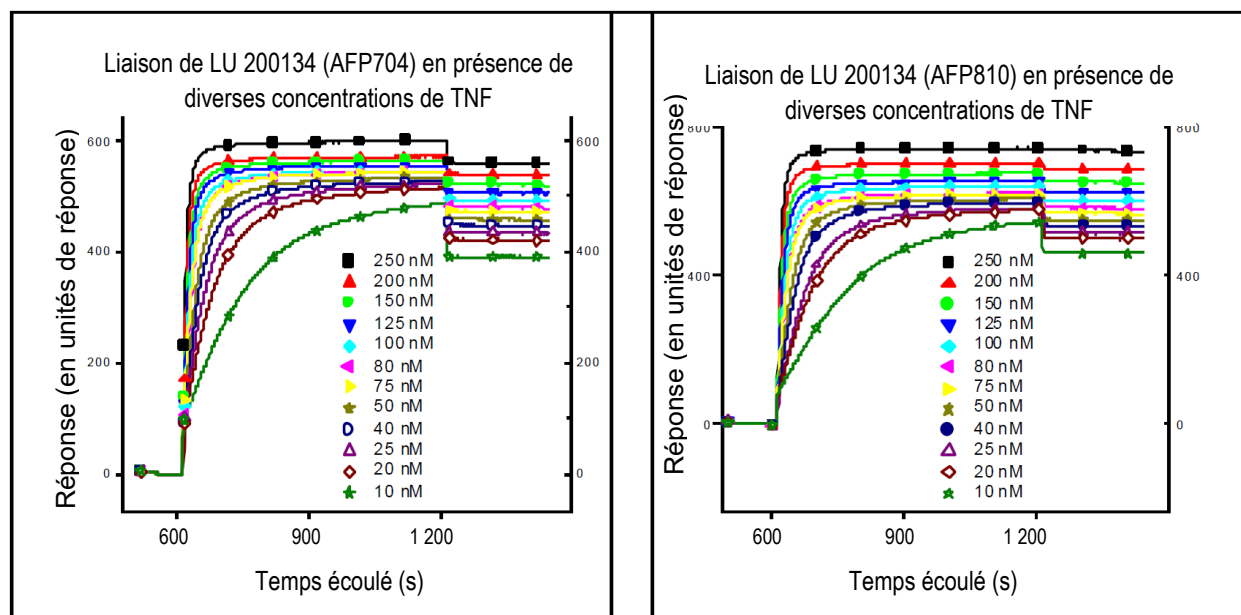 Liaison de LU 200134 (AFP704) en présence de
diverses concentrations de TNF
Réponse (en unités de réponse)
600
400
200
0
600
400
200
0
250 nM
200 nM
150 nM
125 nM
100 nM
80 nM
75 nM
50 nM
40 nM
25 nM
20 nM
10 nM
600
900
1 200
Temps écoulé (s)
Liaison de LU 200134 (AFP810) en présence de
diverses concentrations de TNF
Réponse (en unités de réponse)
800
400
0
800
400
0
250 nM
200 nM
150 nM
125 nM
100 nM
80 nM
75 nM
50 nM
40 nM
25 nM
20 nM
10 nM
600
900
1 200
Temps écoulé (s)